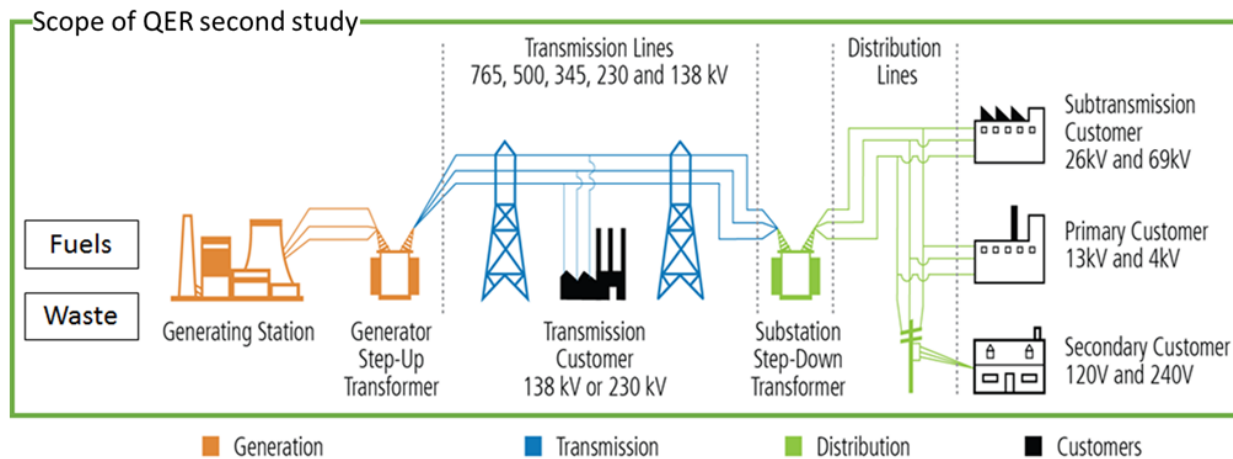 Scope of QER second study
Transmission Lines
765, 500, 345, 230 and 138 kV
Distribution
Lines
Subtransmission
Customer
26kV and 69kV
Fuels
Waste
Primary Customer
13kV and 4kV
Generating Station
Generator
Step-Up
Transformer
Transmission
Customer
138 kV or 230 kV
Substation
Step-Down
Transformer
Secondary Customer
120V and 240V
Generation
Transmission
Distribution
Customers